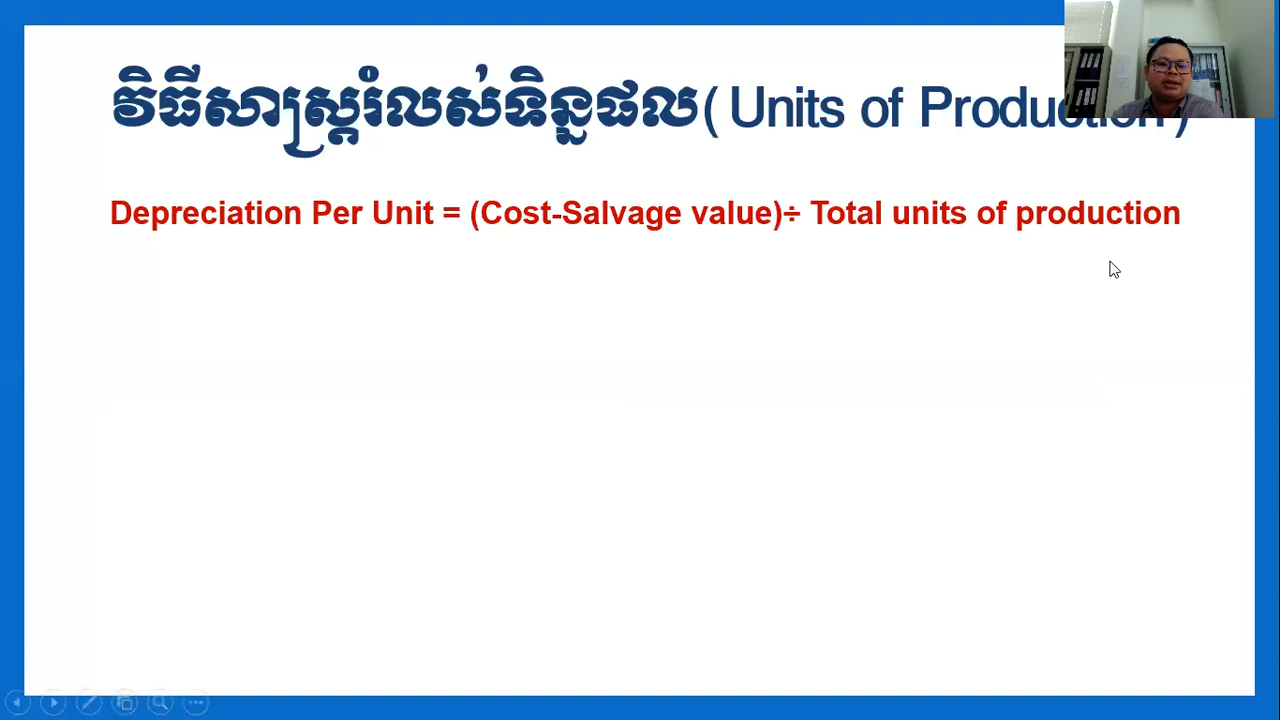 វិធីសាស្ត្ររំលស់ទិន្នផល( Units of Production )
Depreciation Per Unit = (Cost-Salvage value)÷ Total units of production